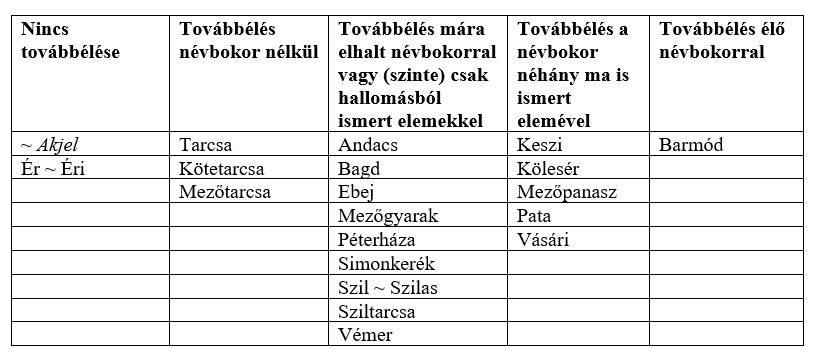 Nincs továbbélése
Továbbélés névbokor nélkül
Továbbélés mára elhalt névbokorral vagy (szinte) csak hallomásból ismert elemekkel
Továbbélés a névbokor néhány ma is ismert elemével
Továbbélés élő névbokorral
~ Akjel Tarcsa Andacs Keszi Barmód
Ér ~ Éri Kötetarcsa Bagd Kölesér
Mezőtarcsa Ebej Mezőpanasz
Mezőgyarak Pata
Péterháza Vásári
Simonkerék
Szil ~ Szilas
Sziltarcsa
Vémer